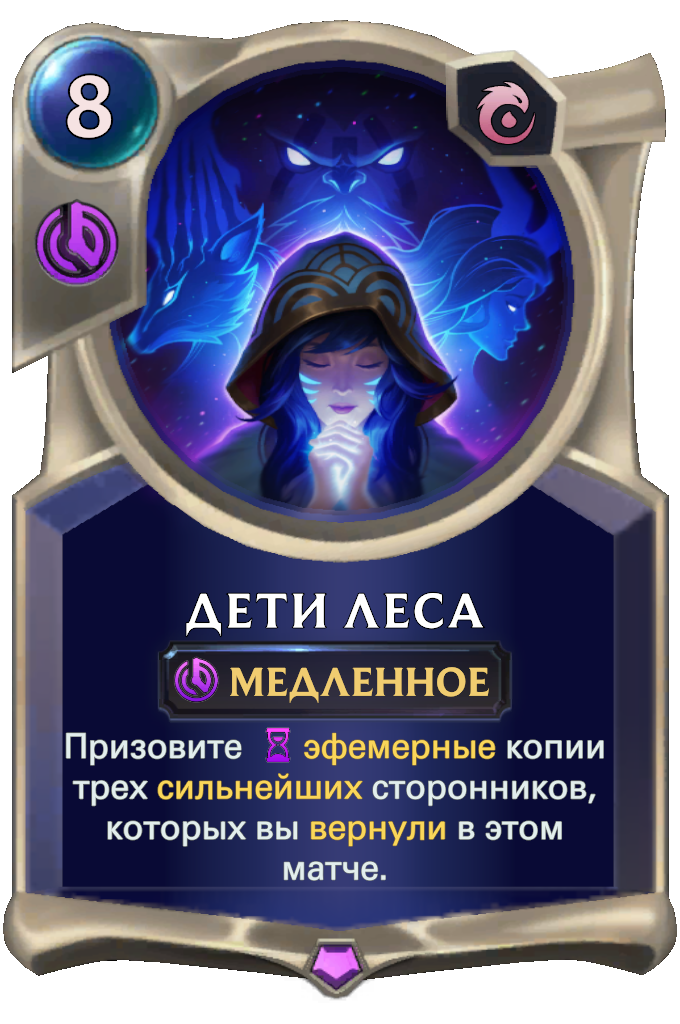 8
ДЕТИ ЛЕСА
МЕДЛЕННОЕ
Призовите эфемерные копии
трех сильнейших сторонников,
которых вы вернули в этом
матче.